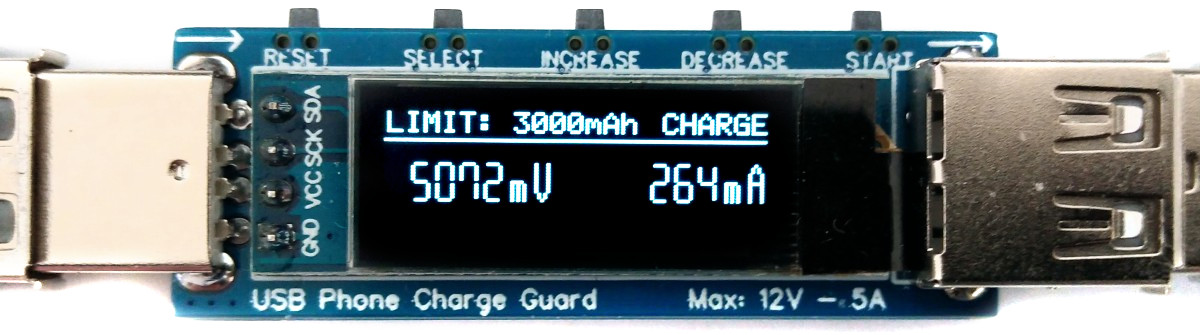 RESET SELECT INCREASE DECREASE START
SDA
SCK
VCC
GND
LIMIT: 3000mAh CHARGE
5072mV 264mA
USB Phone Charge Guard Max: 12V - .5A